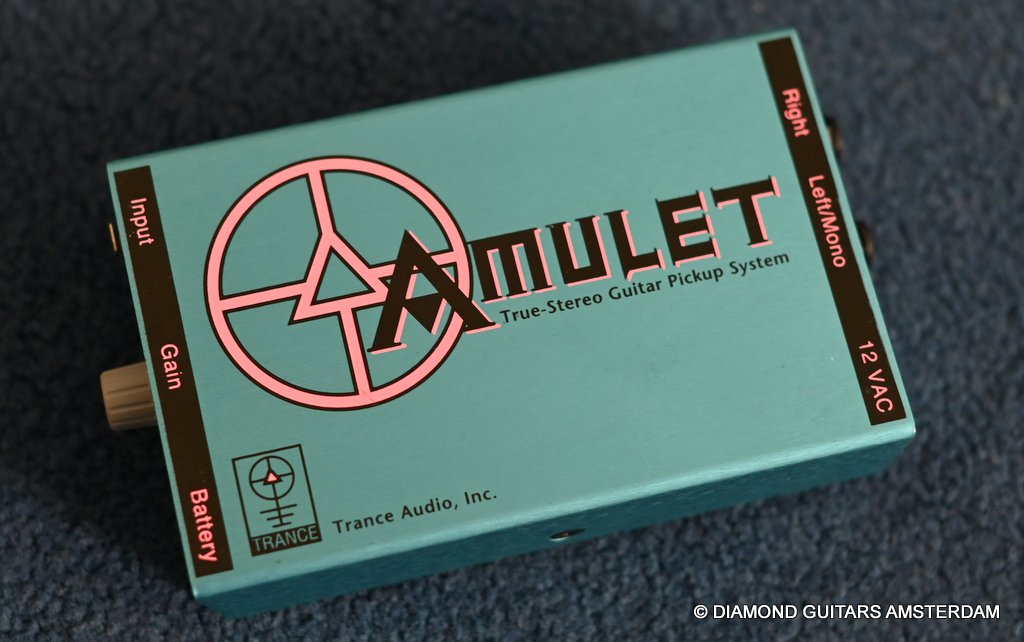 Input
Gain
Battery
AMULET
True-Stereo Guitar Pickup System
Right
Left/Mono
12 VAC
TRANCE
Trance Audio, Inc.
© DIAMOND GUITARS AMSTERDAM